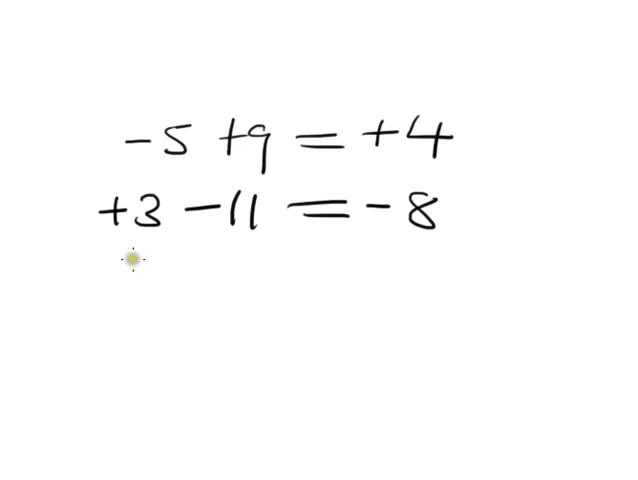 -5 +9 = +4
+3 -11 = -8